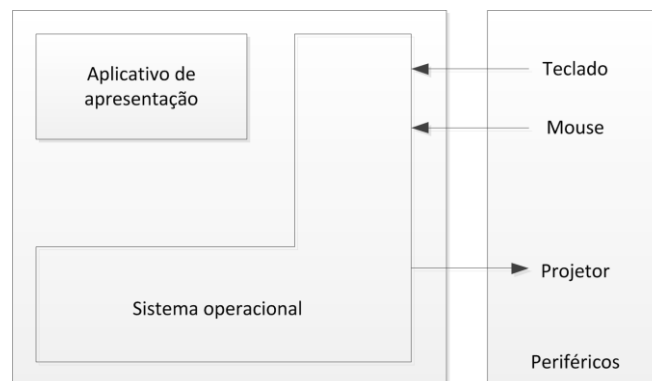 Aplicativo de
apresentação
Teclado
Mouse
Projetor
Sistema operacional
Periféricos